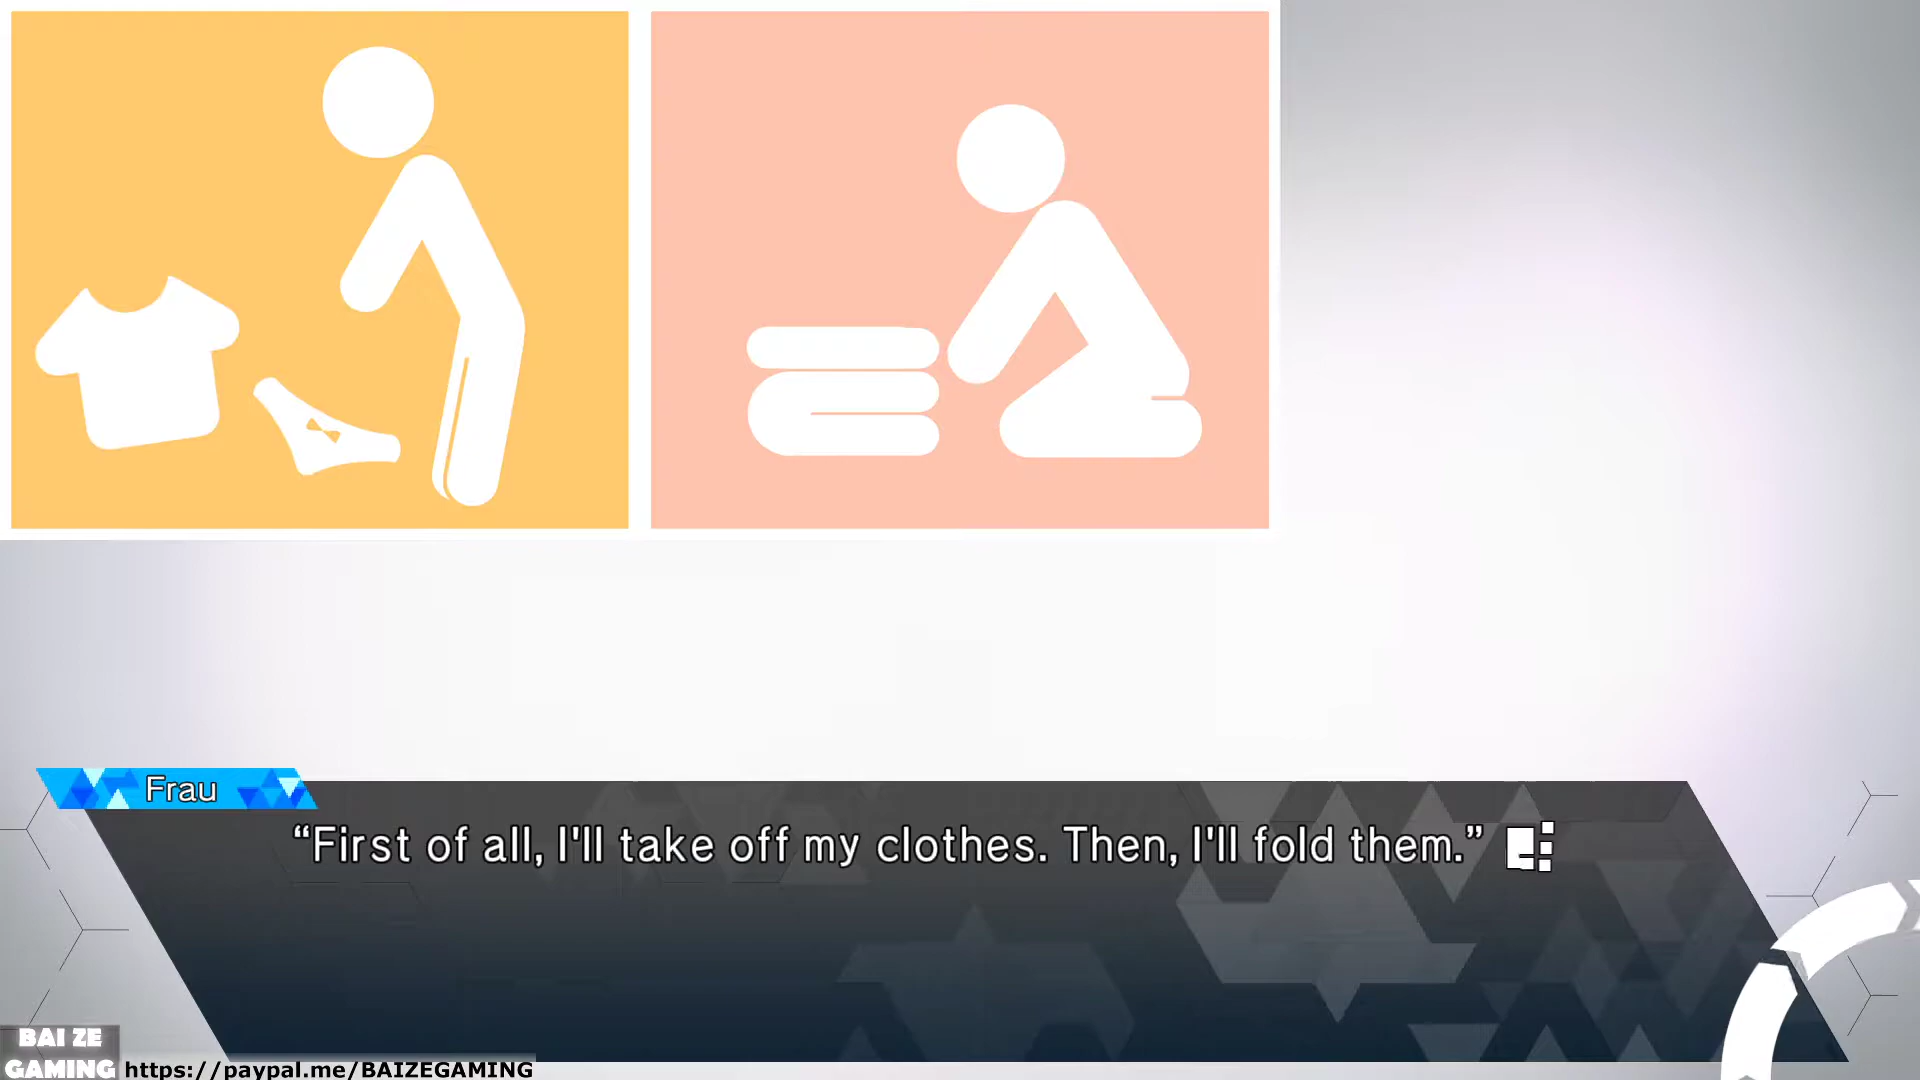 Frau
“First of all, I'll take off my clothes. Then, I'll fold them.”
BAI ZE
GAMING https://paypal.me/BAIZEGAMING